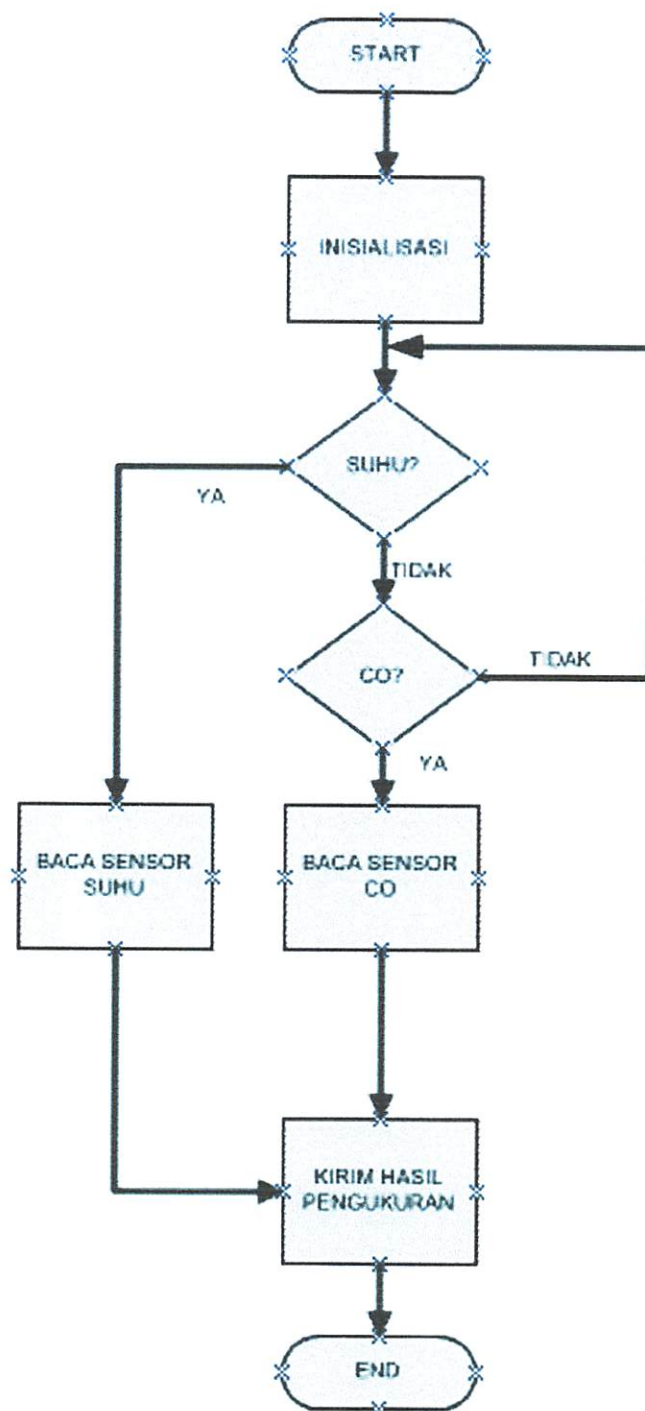 START
INISIALISASI
SUHU?
YA
TIDAK
CO?
TIDAK
YA
BACA SENSOR
SUHU
BACA SENSOR
CO
KIRIM HASIL
PENGUKURAN
END